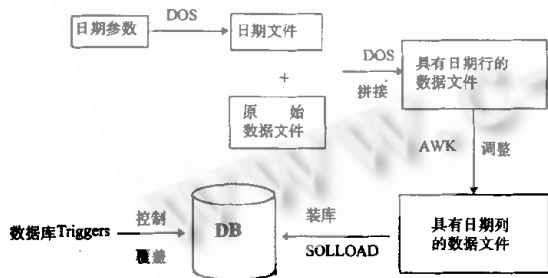 日期参数
DOS
日期文件
+
DOS
拼接
具有日期行的
数据文件
原 始
数据文件
AWK 调整
具有日期列
的数据文件
装库
SOLLOAD
DB
控制
覆盖
数据库Triggers